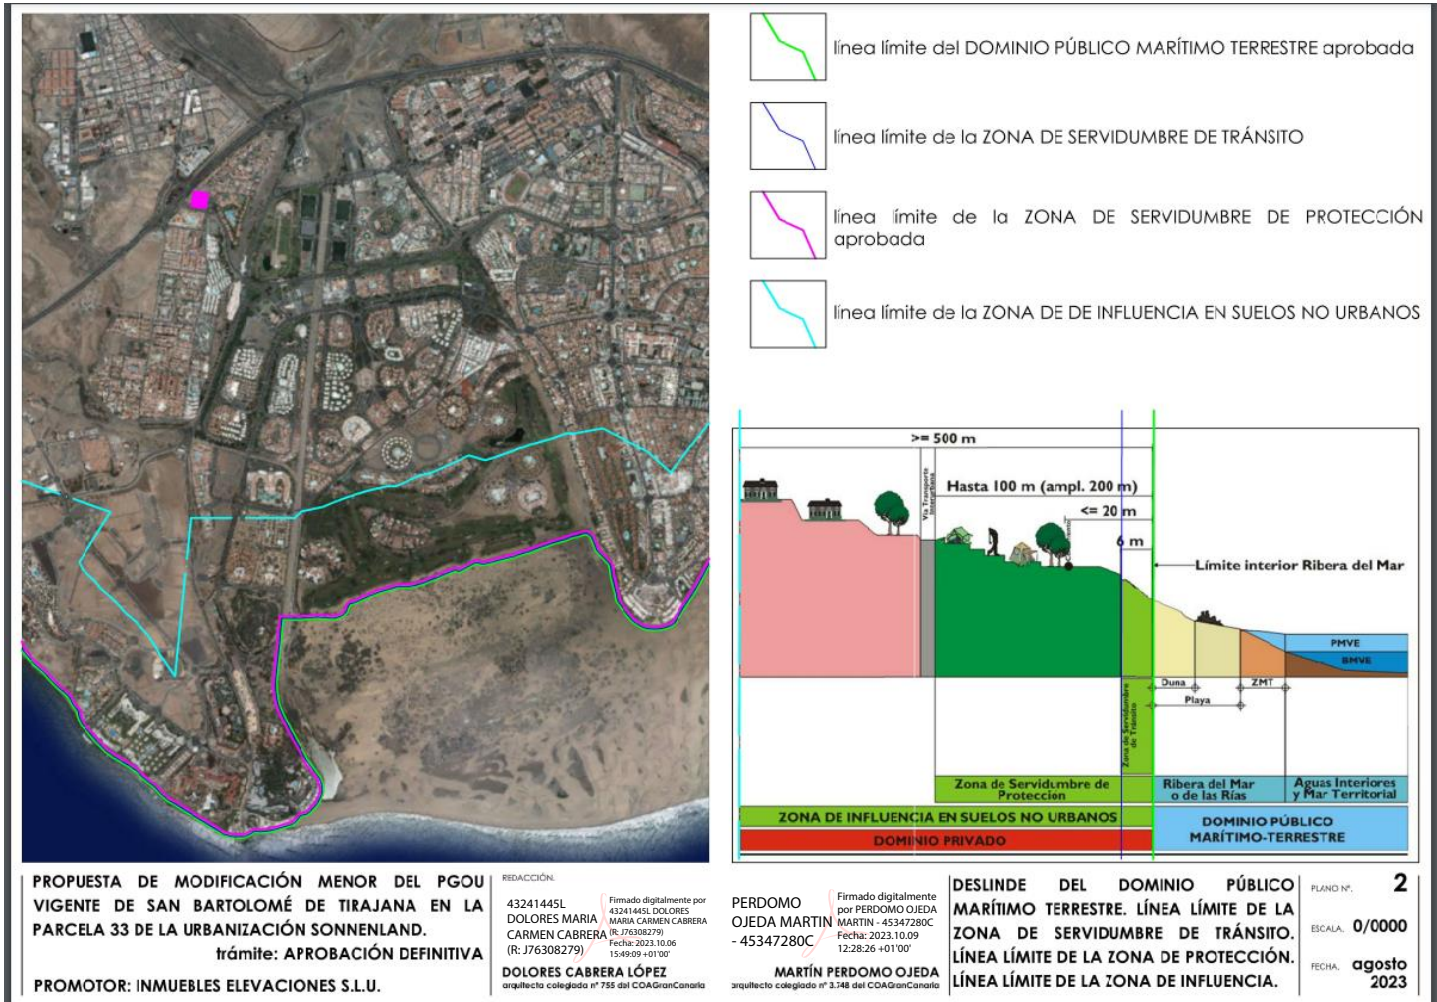 línea límite del DOMINIO PÚBLICO MARÍTIMO TERRESTRE aprobada
línea límite de la ZONA DE SERVIDUMBRE DE TRÁNSITO
línea límite de la ZONA DE SERVIDUMBRE DE PROTECCIÓN
aprobada
línea límite de la ZONA DE DE INFLUENCIA EN SUELOS NO URBANOS
>= 500 m
Vía Transporte
Interurbana
Hasta 100 m (ampl. 200 m)
<= 20 m
6 m
Límite interior Ribera del Mar
PMVE
BMVE
Duna
ZMT
Playa
Zona de Servidumbre
de Tránsito
Zona de Servidumbre de
Protección
Ribera del Mar
o de las Rías
Aguas Interiores
y Mar Territorial
ZONA DE INFLUENCIA EN SUELOS NO URBANOS
DOMINIO PRIVADO
DOMINIO PÚBLICO
MARÍTIMO-TERRESTRE
PROPUESTA DE MODIFICACIÓN MENOR DEL PGOU
VIGENTE DE SAN BARTOLOMÉ DE TIRAJANA EN LA
PARCELA 33 DE LA URBANIZACIÓN SONNENLAND.
trámite: APROBACIÓN DEFINITIVA
PROMOTOR: INMUEBLES ELEVACIONES S.L.U.
REDACCIÓN.
43241445L
DOLORES MARIA
CARMEN CABRERA
(R: J76308279)
Firmado digitalmente por
43241445L DOLORES
MARIA CARMEN CABRERA
(R: J76308279)
Fecha: 2023.10.06
15:49:09 +01'00'
DOLORES CABRERA LÓPEZ
arquitecta colegiada nº 755 del COAGranCanaria
PERDOMO
OJEDA MARTIN
- 45347280C
Firmado digitalmente
por PERDOMO OJEDA
MARTIN - 45347280C
Fecha: 2023.10.09
12:28:26 +01'00'
MARTÍN PERDOMO OJEDA
arquitecto colegiado nº 3.748 del COAGranCanaria
DESLINDE DEL DOMINIO PÚBLICO
MARÍTIMO TERRESTRE. LÍNEA LÍMITE DE LA
ZONA DE SERVIDUMBRE DE TRÁNSITO.
LÍNEA LÍMITE DE LA ZONA DE PROTECCIÓN.
LÍNEA LÍMITE DE LA ZONA DE INFLUENCIA.
PLANO Nº. 2
ESCALA. 0/0000
FECHA. agosto
2023